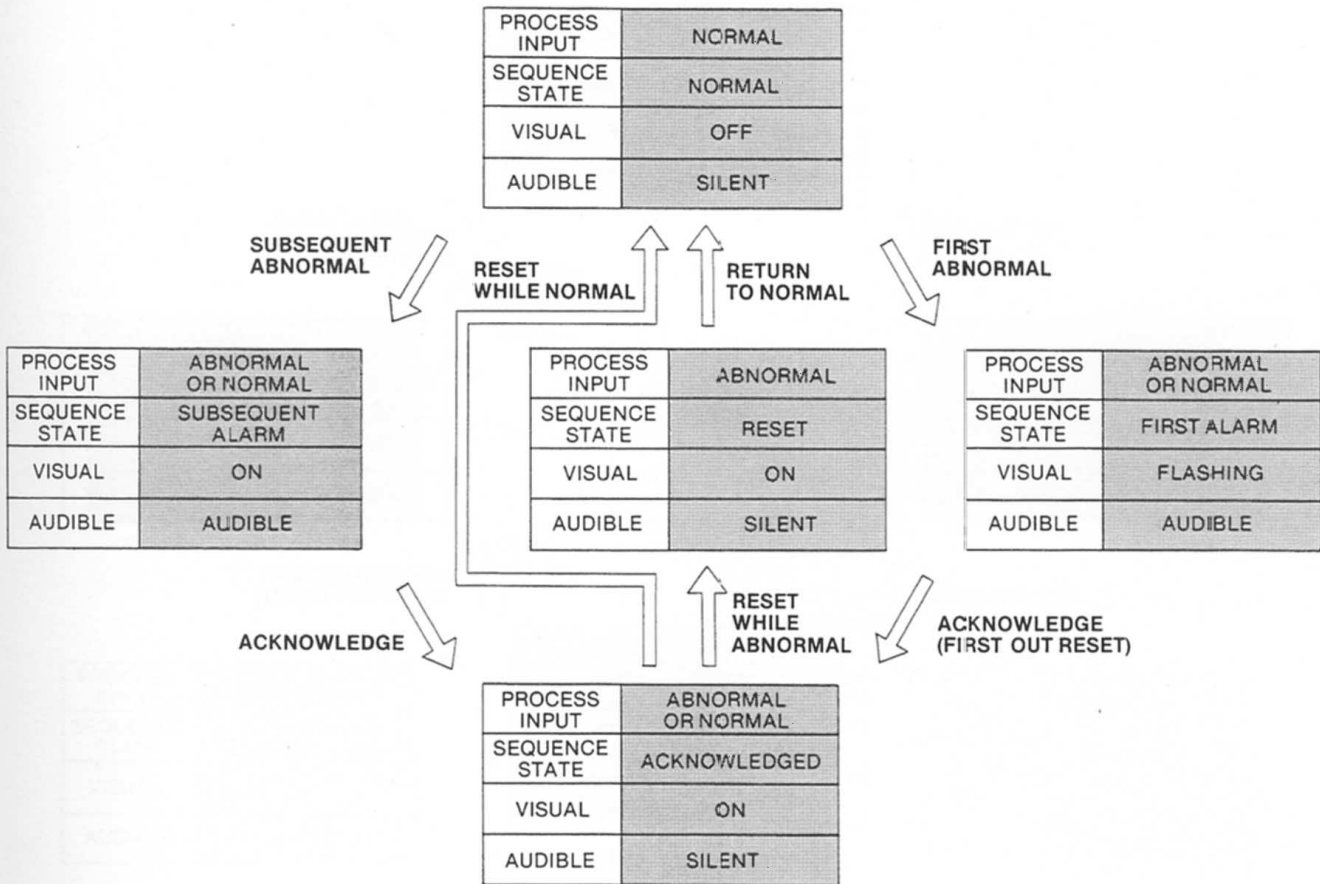 PROCESS
INPUT
NORMAL
SEQUENCE
STATE
NORMAL
VISUAL
OFF
AUDIBLE
SILENT
SUBSEQUENT
ABNORMAL
RESET
WHILE NORMAL
RETURN
TO NORMAL
FIRST
ABNORMAL
PROCESS
INPUT
ABNORMAL
OR NORMAL
SEQUENCE
STATE
SUBSEQUENT
ALARM
VISUAL
ON
AUDIBLE
AUDIBLE
PROCESS
INPUT
ABNORMAL
SEQUENCE
STATE
RESET
VISUAL
ON
AUDIBLE
SILENT
PROCESS
INPUT
ABNORMAL
OR NORMAL
SEQUENCE
STATE
FIRST ALARM
VISUAL
FLASHING
AUDIBLE
AUDIBLE
ACKNOWLEDGE
RESET
WHILE
ABNORMAL
ACKNOWLEDGE
(FIRST OUT RESET)
PROCESS
INPUT
ABNORMAL
OR NORMAL
SEQUENCE
STATE
ACKNOWLEDGED
VISUAL
ON
AUDIBLE
SILENT